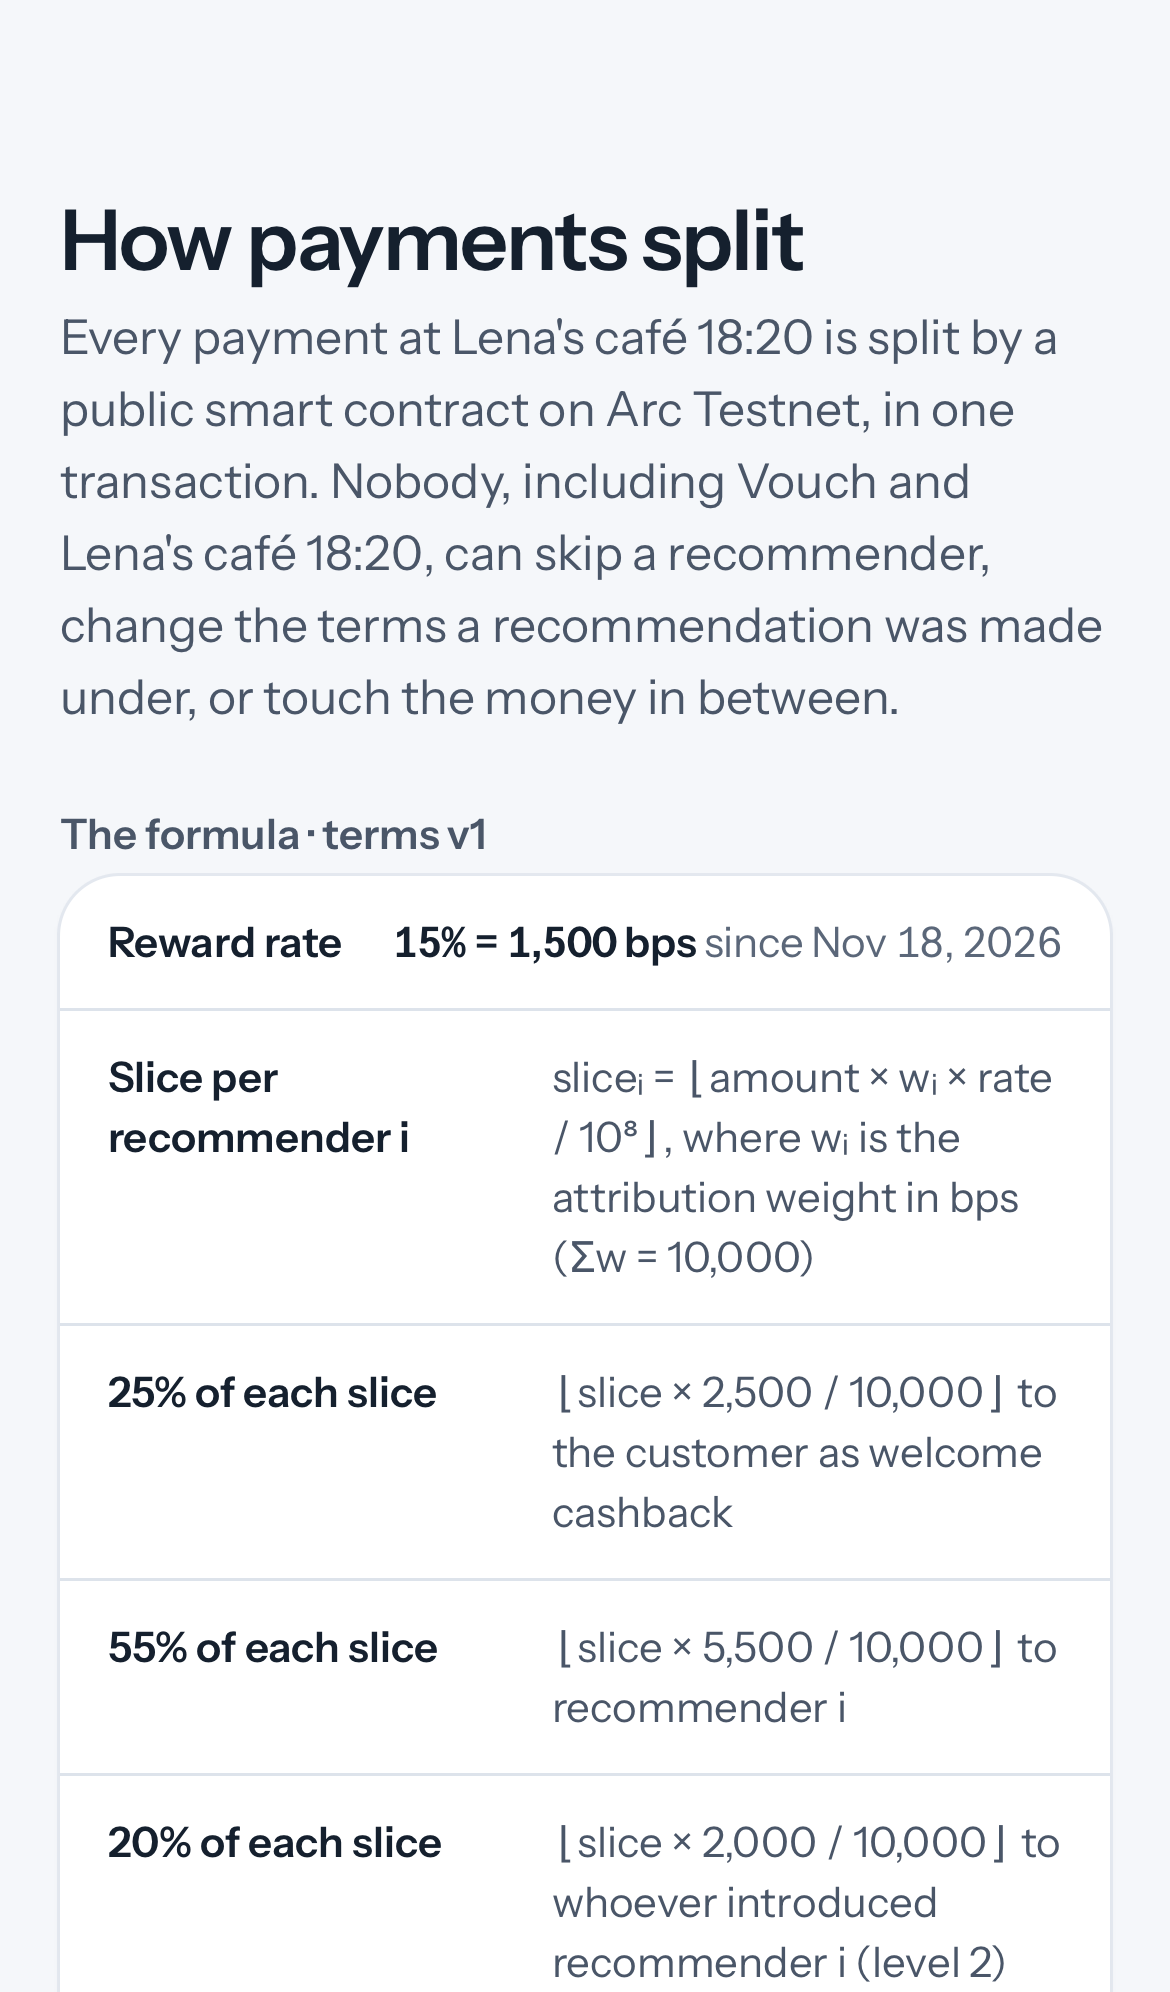 How payments split
Every payment at Lena's café 18:20 is split by a
public smart contract on Arc Testnet, in one
transaction. Nobody, including Vouch and
Lena's café 18:20, can skip a recommender,
change the terms a recommendation was made
under, or touch the money in between.
The formula · terms v1
Reward rate 15% = 1,500 bps since Nov 18, 2026
Slice per
recommender i
sliceᵢ = ⌊amount × wᵢ × rate
/ 10⁸⌋, where wᵢ is the
attribution weight in bps
(Σw = 10,000)
25% of each slice
⌊slice × 2,500 / 10,000⌋ to
the customer as welcome
cashback
55% of each slice
⌊slice × 5,500 / 10,000⌋ to
recommender i
20% of each slice
⌊slice × 2,000 / 10,000⌋ to
whoever introduced
recommender i (level 2)